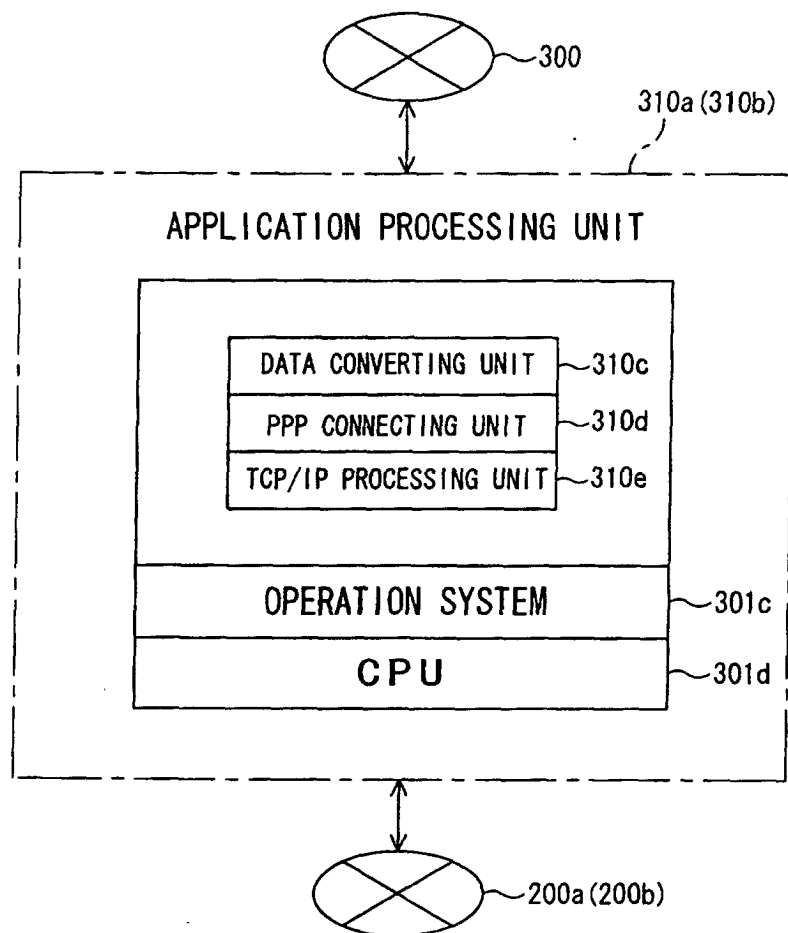 300
310a(310b)
APPLICATION PROCESSING UNIT
DATA CONVERTING UNIT 310c
PPP CONNECTING UNIT 310d
TCP/IP PROCESSING UNIT 310e
OPERATION SYSTEM 301c
CPU 301d
200a(200b)